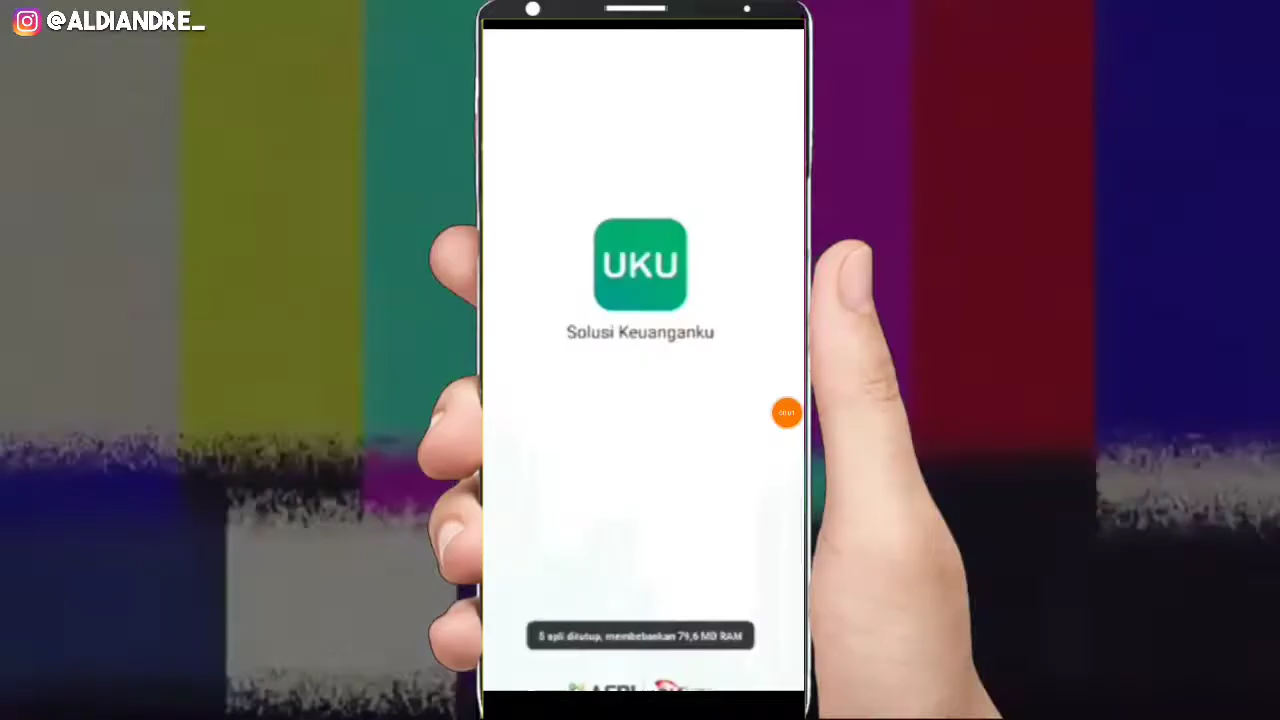 @ALDIANDRE_
UKU
Solusi Keuanganku
5 apli ditutup, membebaskan 79,6 MB RAM